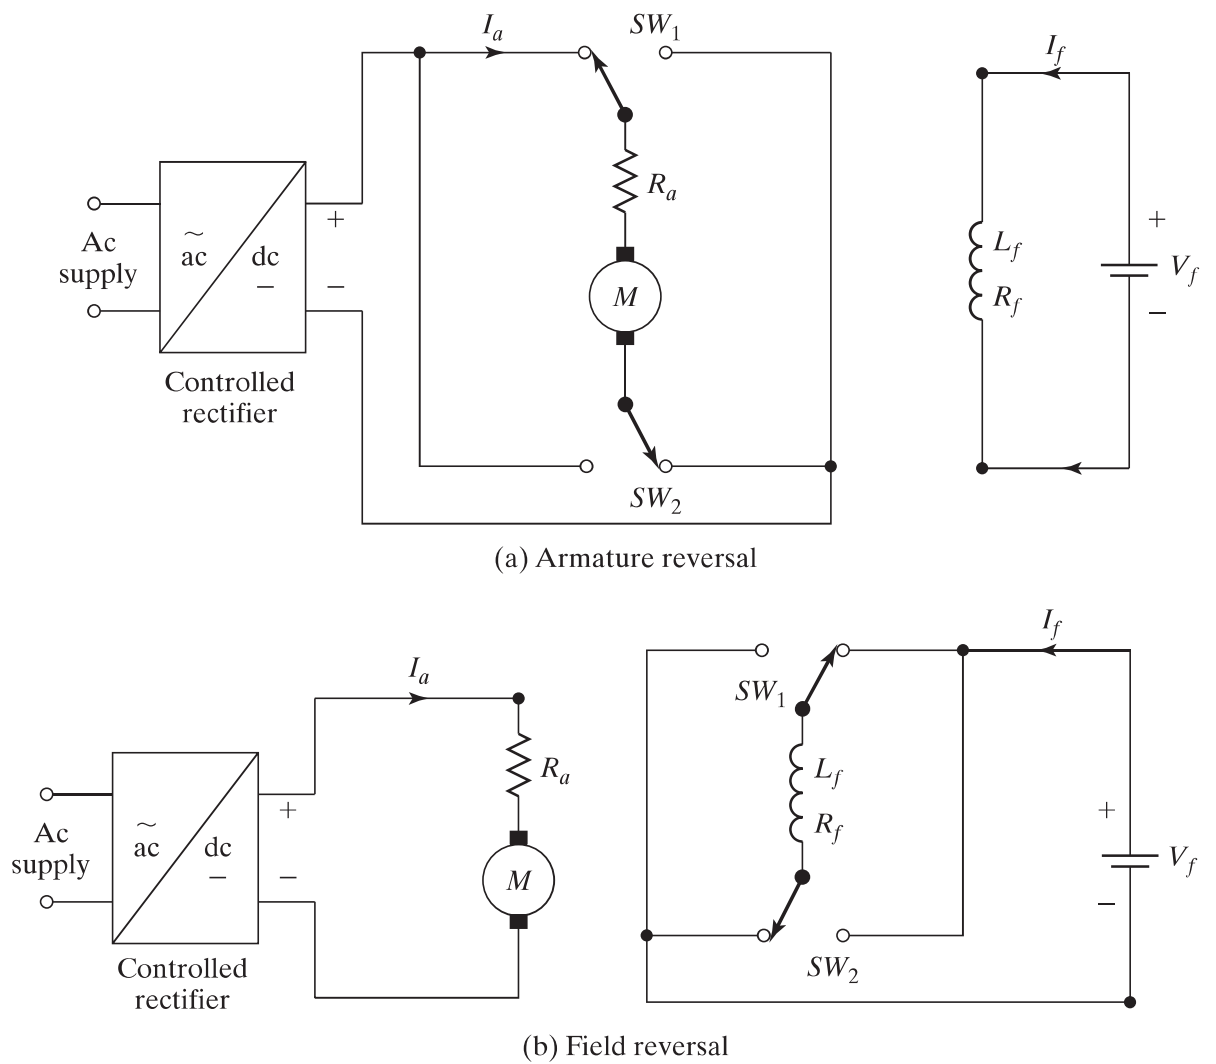 I_a
SW_1
I_f
+
R_a
Ac
supply
~
ac
dc
−
−
M
L_f
R_f
+
V_f
−
Controlled
rectifier
SW_2
(a) Armature reversal
I_f
I_a
SW_1
R_a
L_f
R_f
+
+
V_f
Ac
supply
~
ac
dc
−
−
M
−
SW_2
Controlled
rectifier
(b) Field reversal